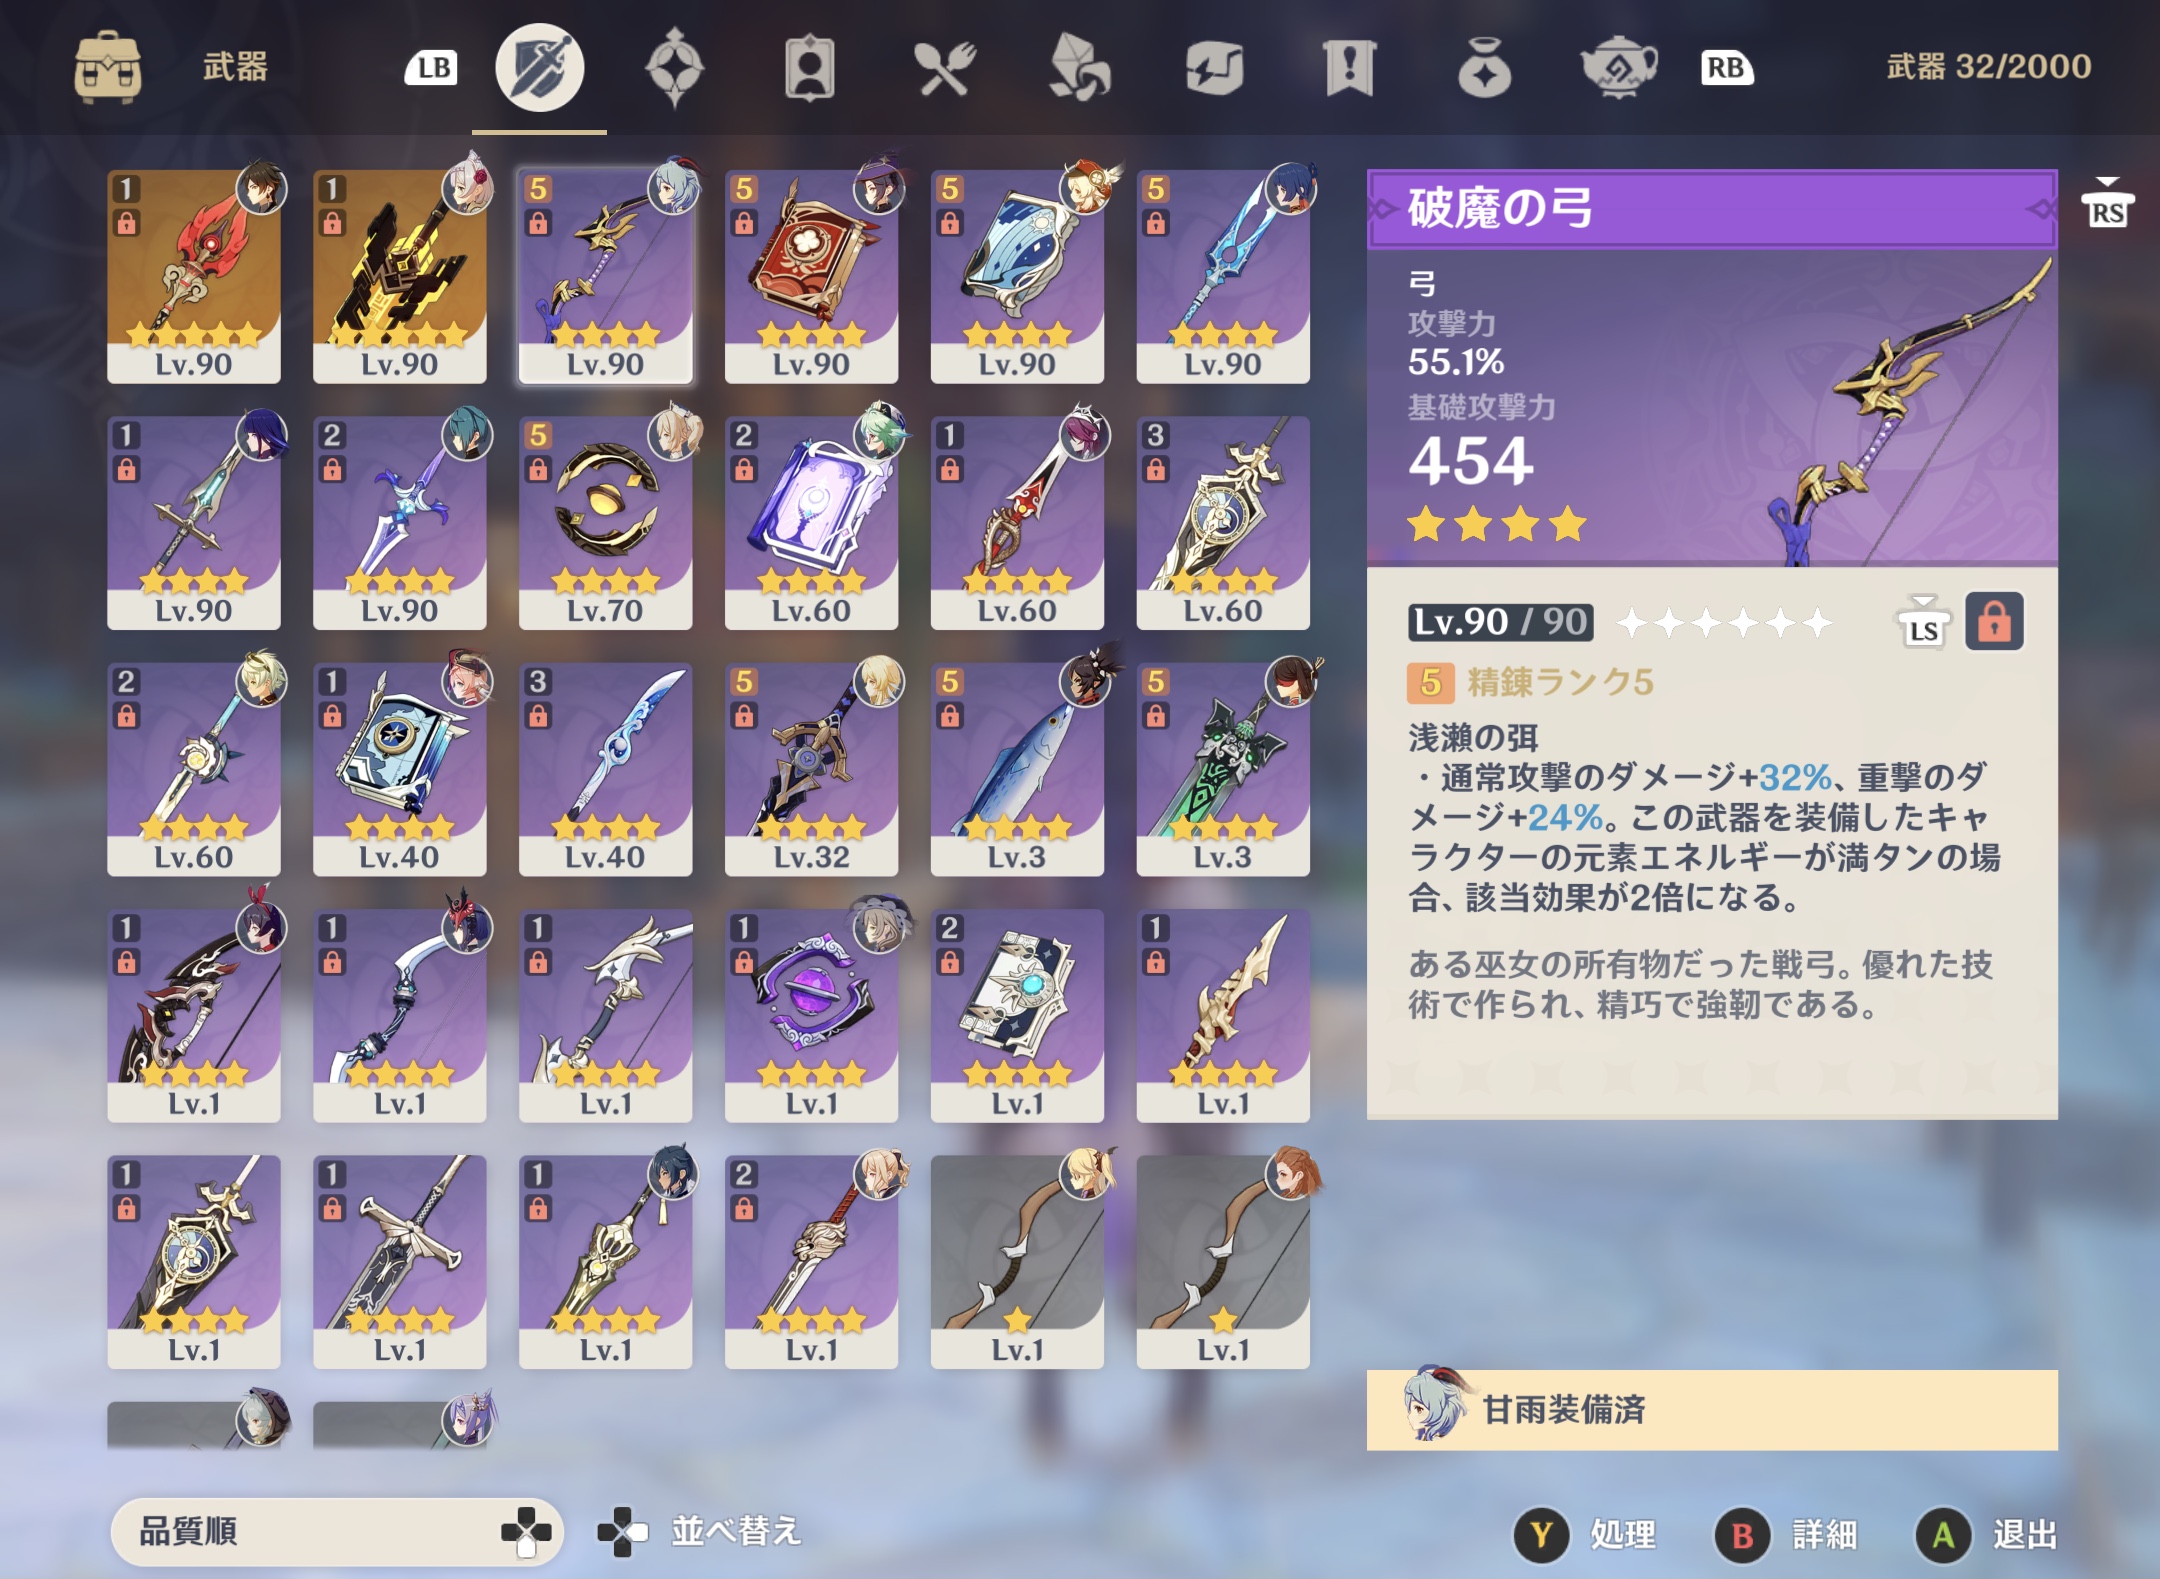 武器
LB
RB
武器 32/2000
1
Lv.90
1
Lv.90
5
Lv.90
5
Lv.90
5
Lv.90
5
Lv.90
1
Lv.90
2
Lv.90
5
Lv.70
2
Lv.60
1
Lv.60
3
Lv.60
2
Lv.60
1
Lv.40
3
Lv.40
5
Lv.32
5
Lv.3
5
Lv.3
1
Lv.1
1
Lv.1
1
Lv.1
1
Lv.1
2
Lv.1
1
Lv.1
1
Lv.1
1
Lv.1
1
Lv.1
2
Lv.1
Lv.1
Lv.1
破魔の弓
RS
弓
攻撃力
55.1%
基礎攻撃力
454
Lv.90 / 90
LS
5 精錬ランク5
浅瀬の弭
・通常攻撃のダメージ+32%、重撃のダ
メージ+24%。この武器を装備したキャ
ラクターの元素エネルギーが満タンの場
合、該当効果が2倍になる。
ある巫女の所有物だった戦弓。優れた技
術で作られ、精巧で強靭である。
甘雨装備済
品質順
並べ替え
Y 処理
B 詳細
A 退出